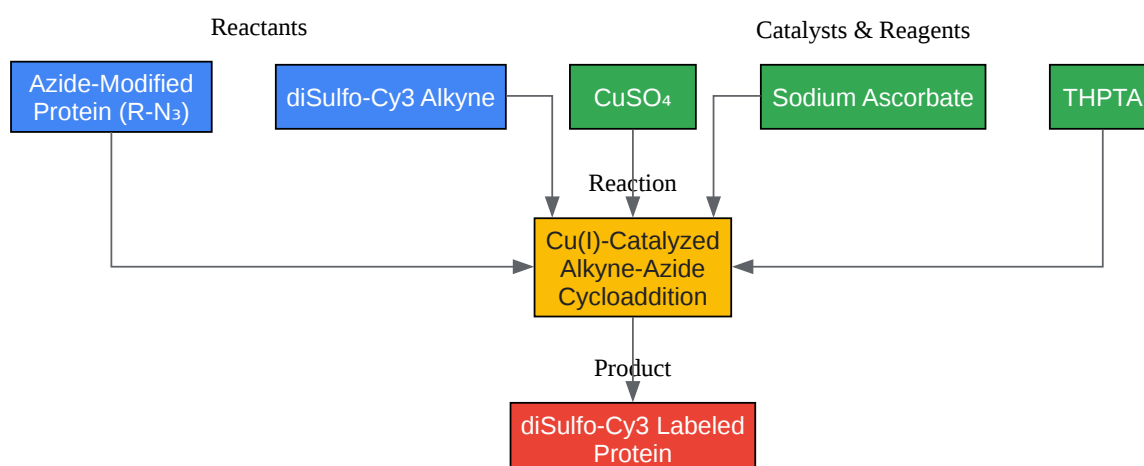 Reactants
Catalysts & Reagents
Azide-Modified
Protein (R-N₃)
diSulfo-Cy3 Alkyne
CuSO₄
Sodium Ascorbate
THPTA
Reaction
Cu(I)-Catalyzed
Alkyne-Azide
Cycloaddition
Product
diSulfo-Cy3 Labeled
Protein